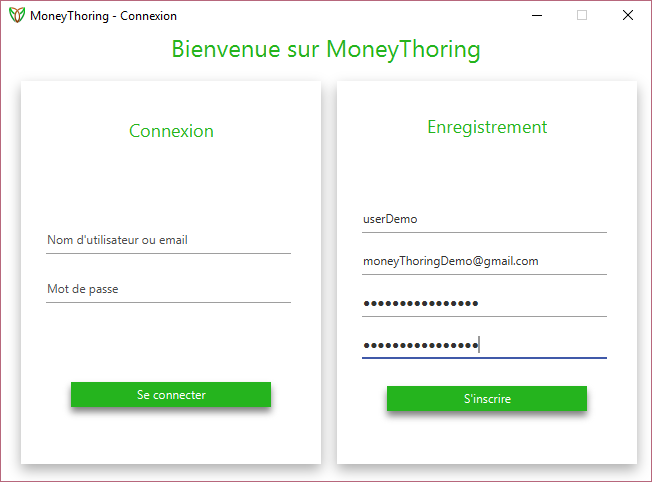 MoneyThoring - Connexion
Bienvenue sur MoneyThoring
Connexion
Nom d'utilisateur ou email
Mot de passe
Se connecter
Enregistrement
userDemo
moneyThoringDemo@gmail.com
••••••••••••••••
••••••••••••••••
S'inscrire